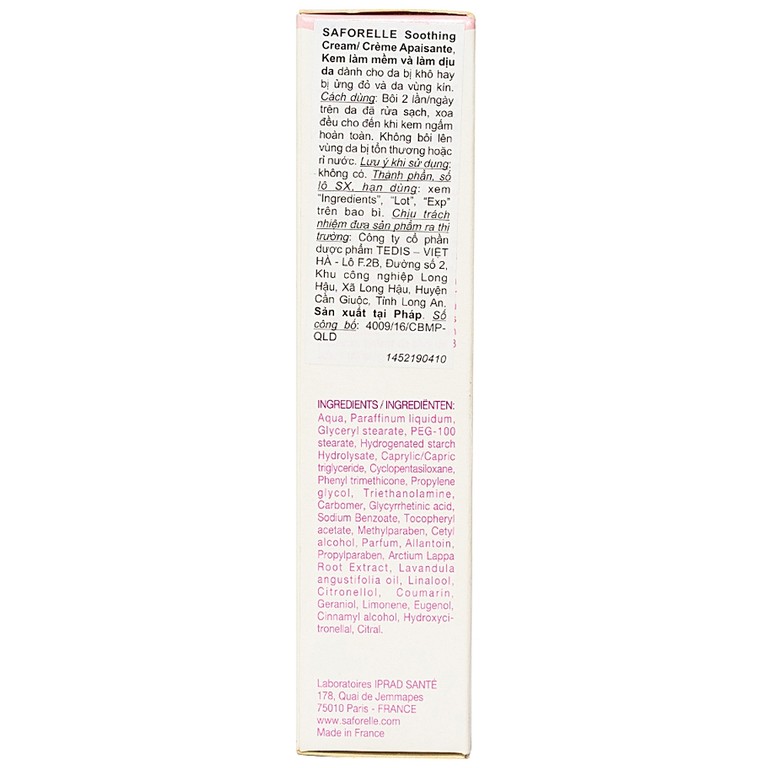 SAFORELLE Soothing
Cream/ Crème Apaisante,
Kem làm mềm và làm dịu
da dành cho da bị khô hay
bị ửng đỏ và da vùng kín.
Cách dùng: Bôi 2 lần/ngày
trên da đã rửa sạch, xoa
đều cho đến khi kem ngấm
hoàn toàn. Không bôi lên
vùng da bị tổn thương hoặc
rỉ nước. Lưu ý khi sử dụng:
không có. Thành phần, số
lô SX, hạn dùng: xem
"Ingredients", "Lot", "Exp"
trên bao bì. Chịu trách
nhiệm đưa sản phẩm ra thị
trường: Công ty cổ phần
dược phẩm TEDIS – VIỆT
HÀ - Lô F.2B, Đường số 2,
Khu công nghiệp Long
Hậu, Xã Long Hậu, Huyện
Cần Giuộc, Tỉnh Long An.
Sản xuất tại Pháp. Số
công bố: 4009/16/CBMP-
QLD
1452190410
INGREDIENTS / INGREDIËNTEN:
Aqua, Paraffinum liquidum,
Glyceryl stearate, PEG-100
stearate, Hydrogenated starch
Hydrolysate, Caprylic/Capric
triglyceride, Cyclopentasiloxane,
Phenyl trimethicone, Propylene
glycol, Triethanolamine,
Carbomer, Glycyrrhetinic acid,
Sodium Benzoate, Tocopheryl
acetate, Methylparaben, Cetyl
alcohol, Parfum, Allantoin,
Propylparaben, Arctium Lappa
Root Extract, Lavandula
angustifolia oil, Linalool,
Citronellol, Coumarin,
Geraniol, Limonene, Eugenol,
Cinnamyl alcohol, Hydroxyci-
tronellal, Citral.
Laboratoires IPRAD SANTÉ
178, Quai de Jemmapes
75010 Paris - FRANCE
www.saforelle.com
Made in France